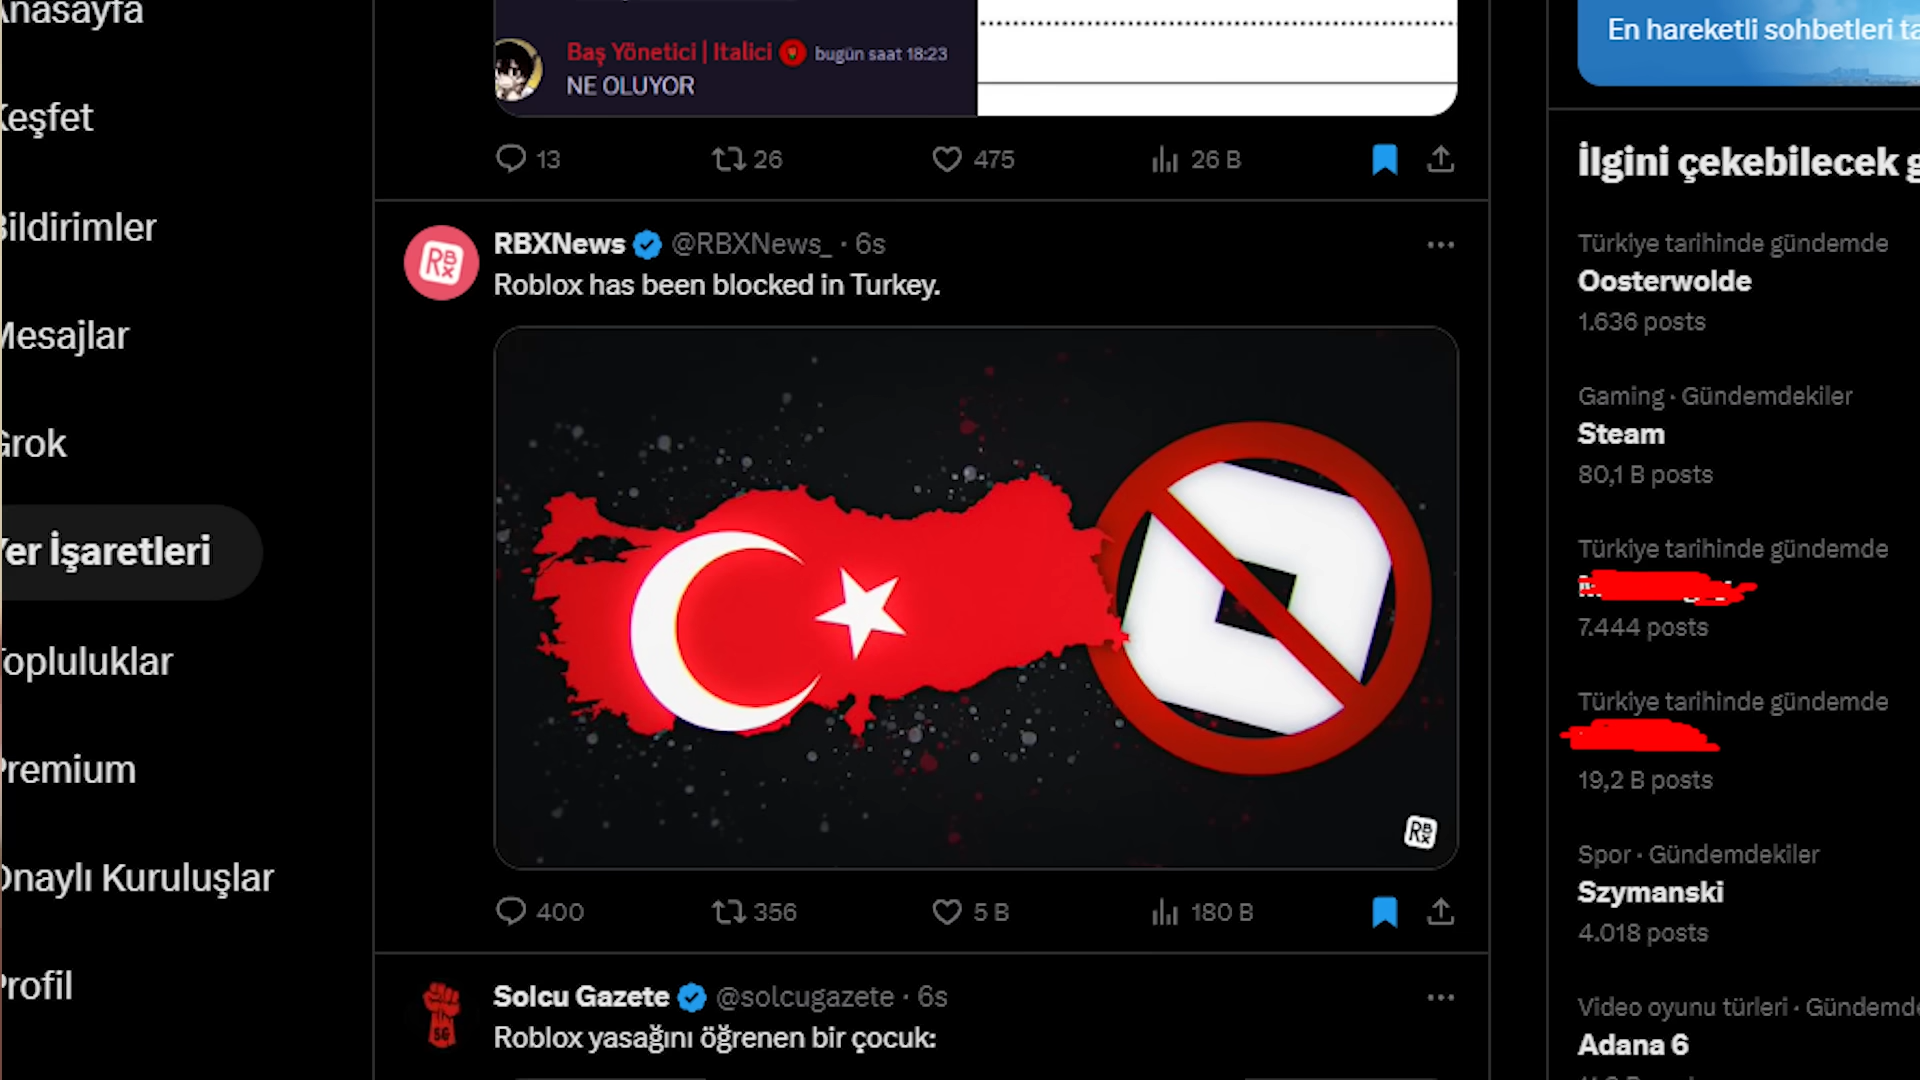 Anasayfa
Keşfet
Bildirimler
Mesajlar
Grok
Yer İşaretleri
Topluluklar
Premium
Onaylı Kuruluşlar
Profil
Baş Yönetici | Italici bugün saat 18:23
NE OLUYOR
13 26 475 26 B
RBXNews @RBXNews_ · 6s
Roblox has been blocked in Turkey.
RBX
RBX
400 356 5 B 180 B
Solcu Gazete @solcugazete · 6s
SG
Roblox yasağını öğrenen bir çocuk:
En hareketli sohbetleri ta
İlgini çekebilecek g
Türkiye tarihinde gündemde
Oosterwolde
1.636 posts
Gaming · Gündemdekiler
Steam
80,1 B posts
Türkiye tarihinde gündemde
7.444 posts
Türkiye tarihinde gündemde
19,2 B posts
Spor · Gündemdekiler
Szymanski
4.018 posts
Video oyunu türleri · Gündemde
Adana 6